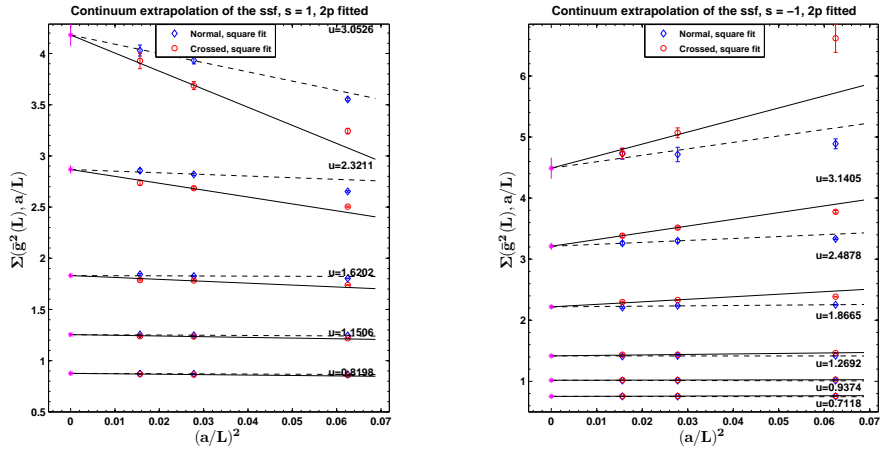 Continuum extrapolation of the ssf, s = 1, 2p fitted
Normal, square fit
Crossed, square fit
u=3.0526
u=2.3211
u=1.6202
u=1.1506
u=0.8198
4
3.5
3
2.5
2
1.5
1
0.5
0 0.01 0.02 0.03 0.04 0.05 0.06 0.07
(a/L)²
Σ(ḡ²(L), a/L)
Continuum extrapolation of the ssf, s = −1, 2p fitted
Normal, square fit
Crossed, square fit
u=3.1405
u=2.4878
u=1.8665
u=1.2692
u=0.9374
u=0.7118
6
5
4
3
2
1
0 0.01 0.02 0.03 0.04 0.05 0.06 0.07
(a/L)²
Σ(ḡ²(L), a/L)